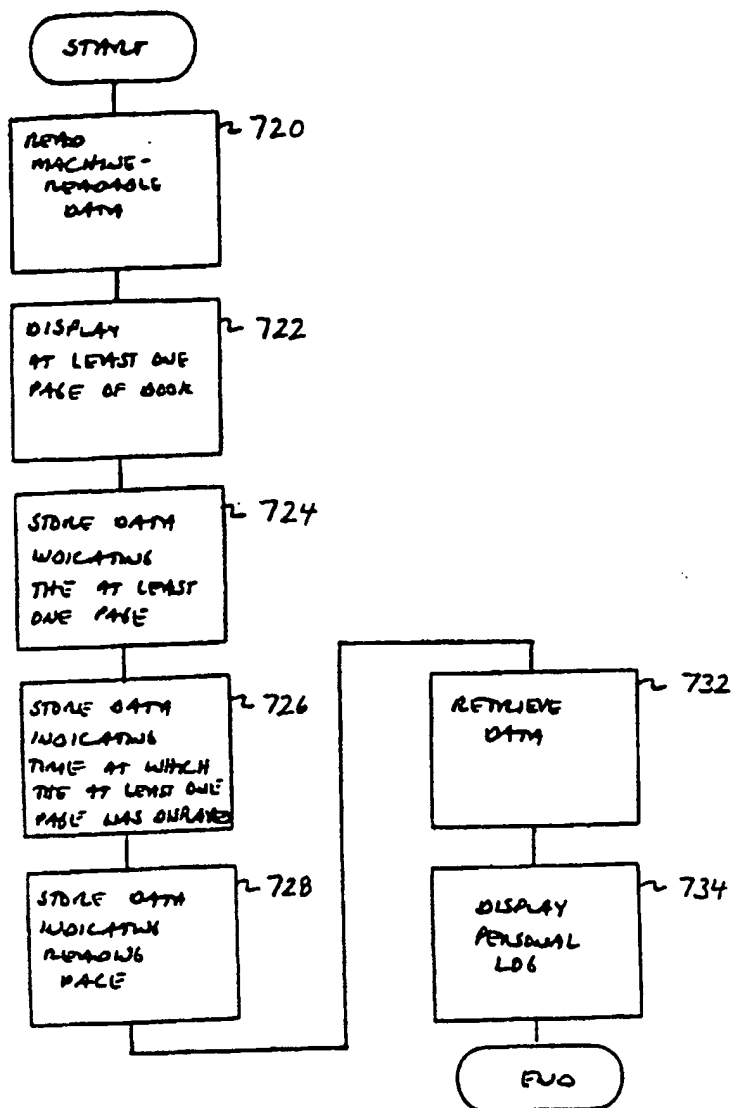 START
720
READ
MACHINE-
READABLE
DATA
722
DISPLAY
AT LEAST ONE
PAGE OF BOOK
724
STORE DATA
INDICATING
THE AT LEAST
ONE PAGE
726
STORE DATA
INDICATING
TIME AT WHICH
THE AT LEAST ONE
PAGE WAS DISPLAYED
728
STORE DATA
INDICATING
READING
PACE
732
RETRIEVE
DATA
734
DISPLAY
PERSONAL
LOG
END